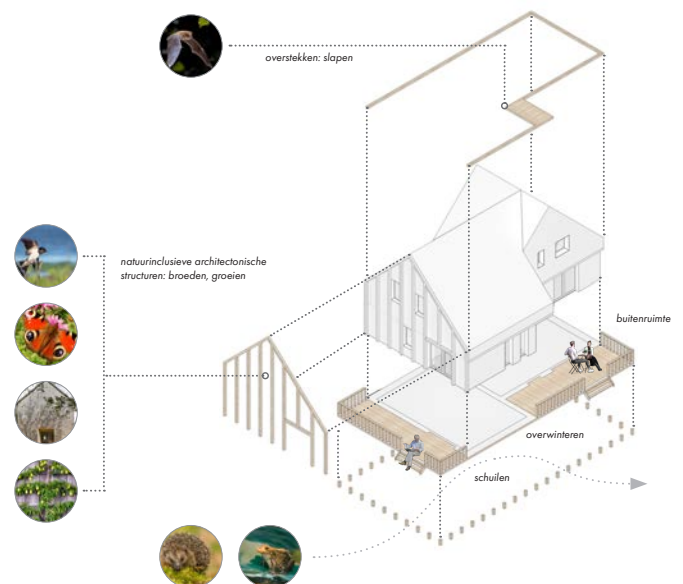 overstekken: slapen
natuurinclusieve architectonische
structuren: broeden, groeien
buitenruimte
overwinteren
schuilen